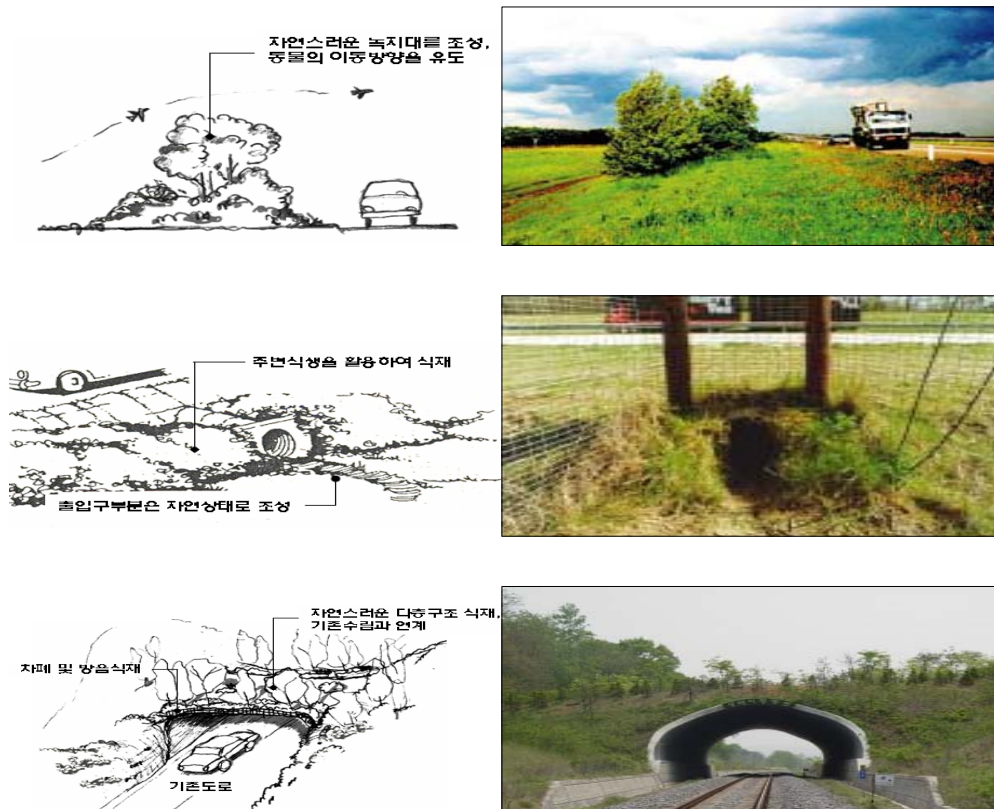 자연스러운 녹지대를 조성,
동물의 이동방향을 유도
주변식생을 활용하여 식재
출입구부분은 자연상태로 조성
자연스러운 다층구조 식재,
기존수림과 연계
차폐 및 방음식재
기존도로